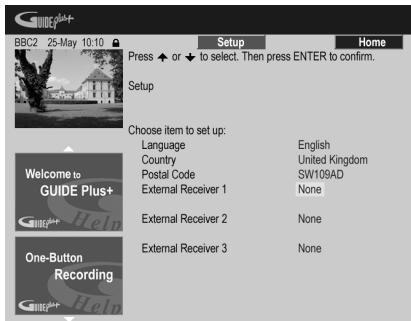 GUIDE Plus+
BBC2 25-May 10:10 Setup Home
Press ↑ or ↓ to select. Then press ENTER to confirm.
Setup
Choose item to set up:
Language English
Country United Kingdom
Postal Code SW109AD
External Receiver 1 None
External Receiver 2 None
External Receiver 3 None
Welcome to
GUIDE Plus+
GUIDE Plus+ Help
One-Button
Recording
GUIDE Plus+ Help